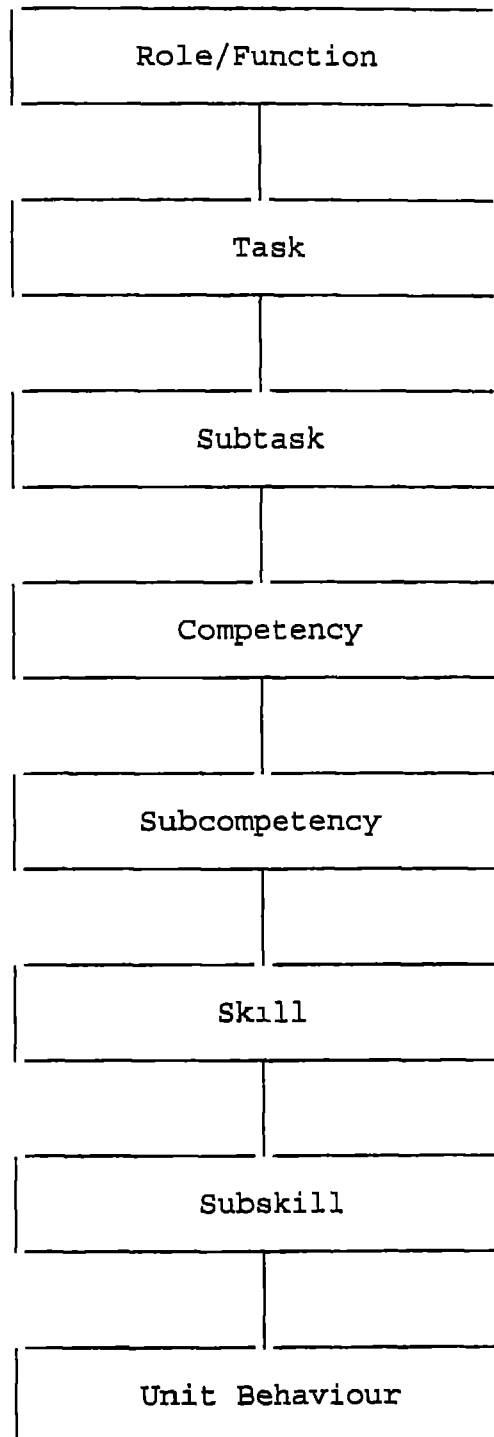 Role/Function
Task
Subtask
Competency
Subcompetency
Skill
Subskill
Unit Behaviour